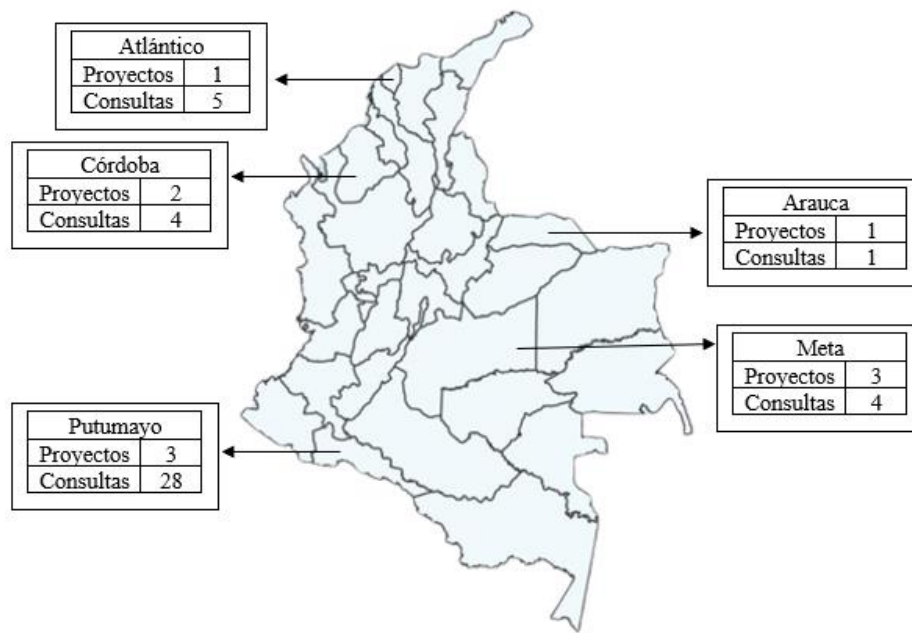 Atlántico
Proyectos 1
Consultas 5
Córdoba
Proyectos 2
Consultas 4
Arauca
Proyectos 1
Consultas 1
Meta
Proyectos 3
Consultas 4
Putumayo
Proyectos 3
Consultas 28